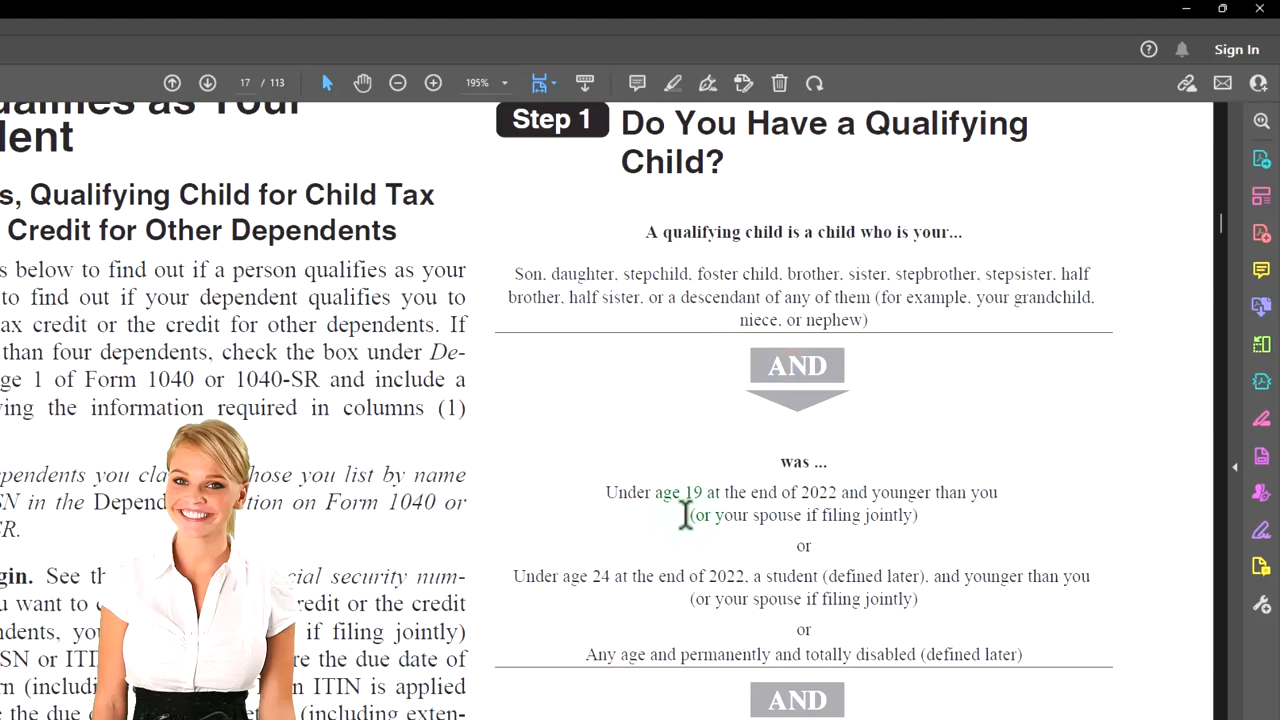 Sign In
17 / 113
195%
ualifies as Your
lent
s, Qualifying Child for Child Tax
Credit for Other Dependents
s below to find out if a person qualifies as your
to find out if your dependent qualifies you to
ax credit or the credit for other dependents. If
than four dependents, check the box under De-
ge 1 of Form 1040 or 1040-SR and include a
ving the information required in columns (1)
pendents you cla hose you list by name
SN in the Depend tion on Form 1040 or
R.
gin. See th cial security num-
u want to c redit or the credit
ndents, yo if filing jointly)
SN or ITI re the due date of
rn (includi n ITIN is applied
e the due (including exten-
Step 1 Do You Have a Qualifying
Child?
A qualifying child is a child who is your...
Son, daughter, stepchild, foster child, brother, sister, stepbrother, stepsister, half
brother, half sister, or a descendant of any of them (for example, your grandchild,
niece, or nephew)
AND
was ...
Under age 19 at the end of 2022 and younger than you
(or your spouse if filing jointly)
or
Under age 24 at the end of 2022, a student (defined later), and younger than you
(or your spouse if filing jointly)
or
Any age and permanently and totally disabled (defined later)
AND